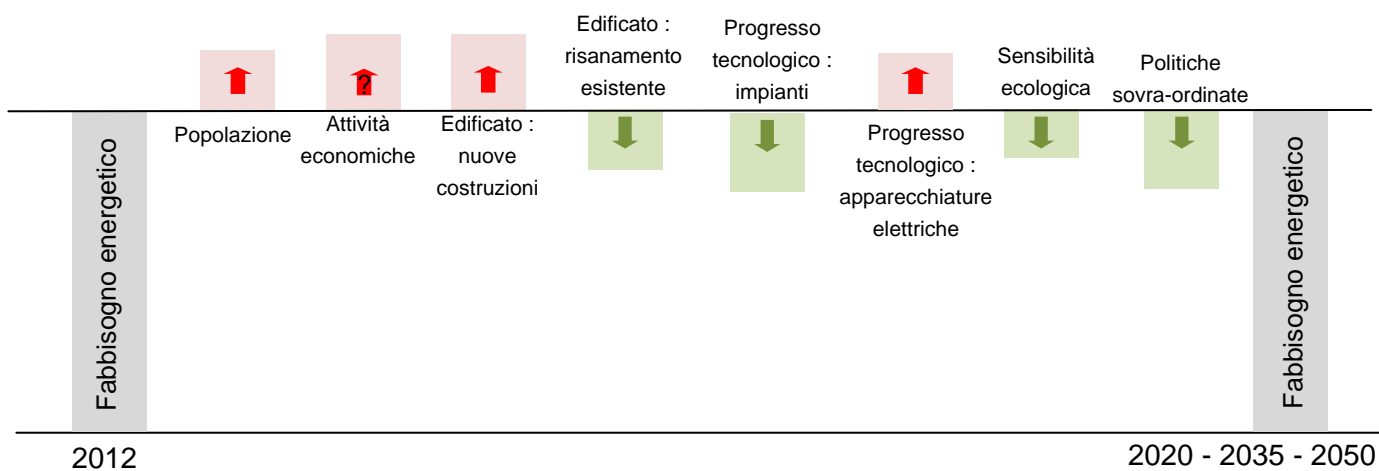 Edificato :
risanamento
esistente
Progresso
tecnologico :
impianti
Sensibilità
ecologica
Politiche
sovra-ordinate
?
Popolazione
Attività
economiche
Edificato :
nuove
costruzioni
Progresso
tecnologico :
apparecchiature
elettriche
Fabbisogno energetico
Fabbisogno energetico
2012
2020 - 2035 - 2050